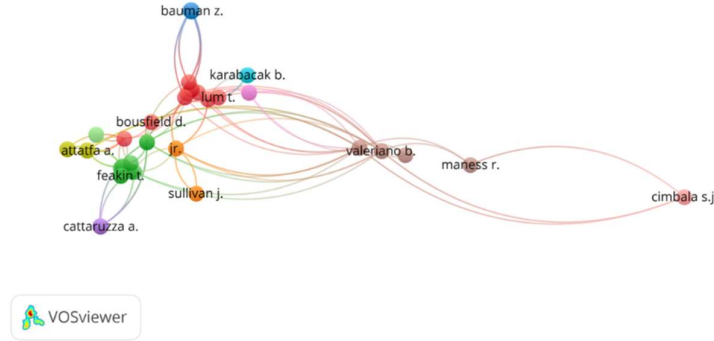 bauman z.
karabacak b.
lum t.
bousfield d.
attatfa a.
jr.
valeriano b.
maness r.
feakin t.
sullivan j.
cimbala s.j
cattaruzza a.
VOSviewer